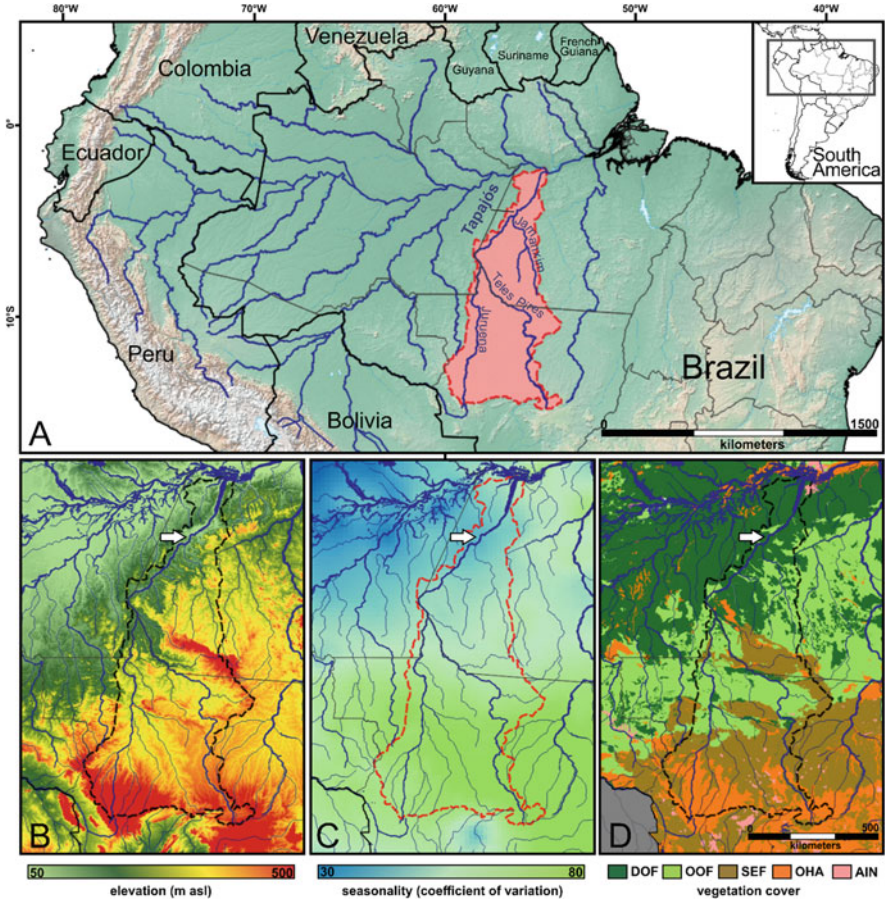 80°W 70°W 60°W 50°W 40°W
Venezuela
Colombia
Guyana
Suriname
French
Guiana
0°
Ecuador
South
America
Tapajós
Jamanxim
Teles Pires
Juruena
10°S
Peru
Brazil
Bolivia
A
0 1500
kilometers
B
C
D
0 500
kilometers
50 500
elevation (m asl)
30 80
seasonality (coefficient of variation)
DOF OOF SEF OHA AIN
vegetation cover